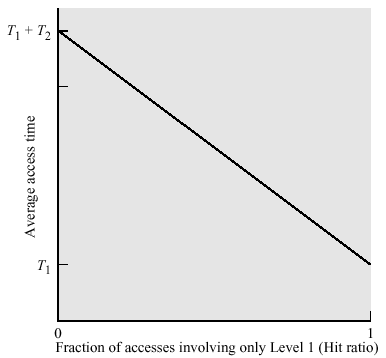 T1 + T2
Average access time
T1
0
1
Fraction of accesses involving only Level 1 (Hit ratio)